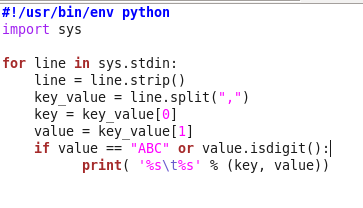 #!/usr/bin/env python
import sys

for line in sys.stdin:
    line = line.strip()
    key_value = line.split(",")
    key = key_value[0]
    value = key_value[1]
    if value == "ABC" or value.isdigit():
          print( '%s\t%s' % (key, value))